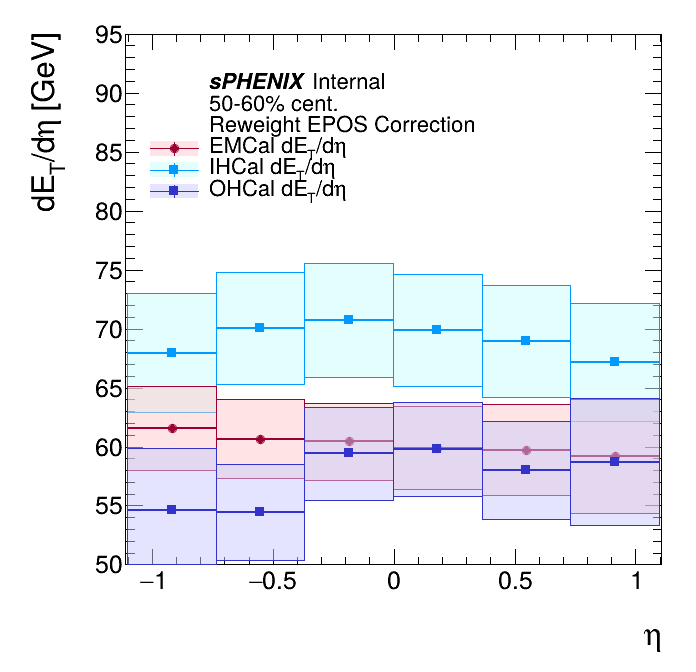 dE_T/dη [GeV]
95
90
85
80
75
70
65
60
55
50
sPHENIX Internal
50-60% cent.
Reweight EPOS Correction
EMCal dE_T/dη
IHCal dE_T/dη
OHCal dE_T/dη
−1 −0.5 0 0.5 1
η